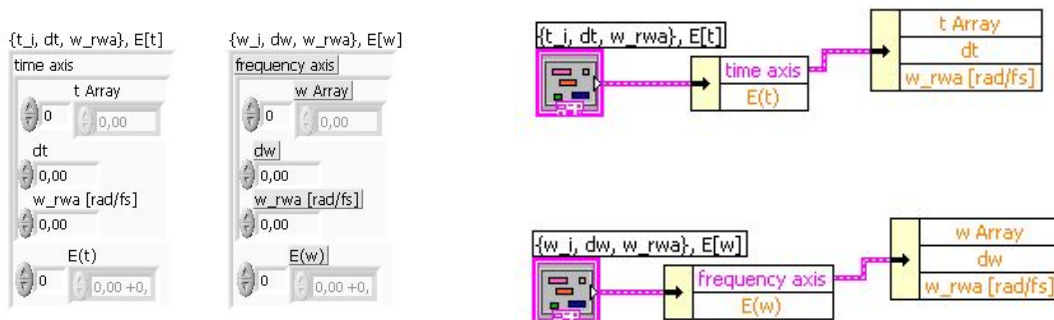 {t_i, dt, w_rwa}, E[t]
time axis
t Array
0
0,00
dt
0,00
w_rwa [rad/fs]
0,00
E(t)
0
0,00 +0,
{w_i, dw, w_rwa}, E[w]
frequency axis
w Array
0
0,00
dw
0,00
w_rwa [rad/fs]
0,00
E(w)
0
0,00 +0,
{t_i, dt, w_rwa}, E[t]
time axis
E(t)
t Array
dt
w_rwa [rad/fs]
{w_i, dw, w_rwa}, E[w]
frequency axis
E(w)
w Array
dw
w_rwa [rad/fs]